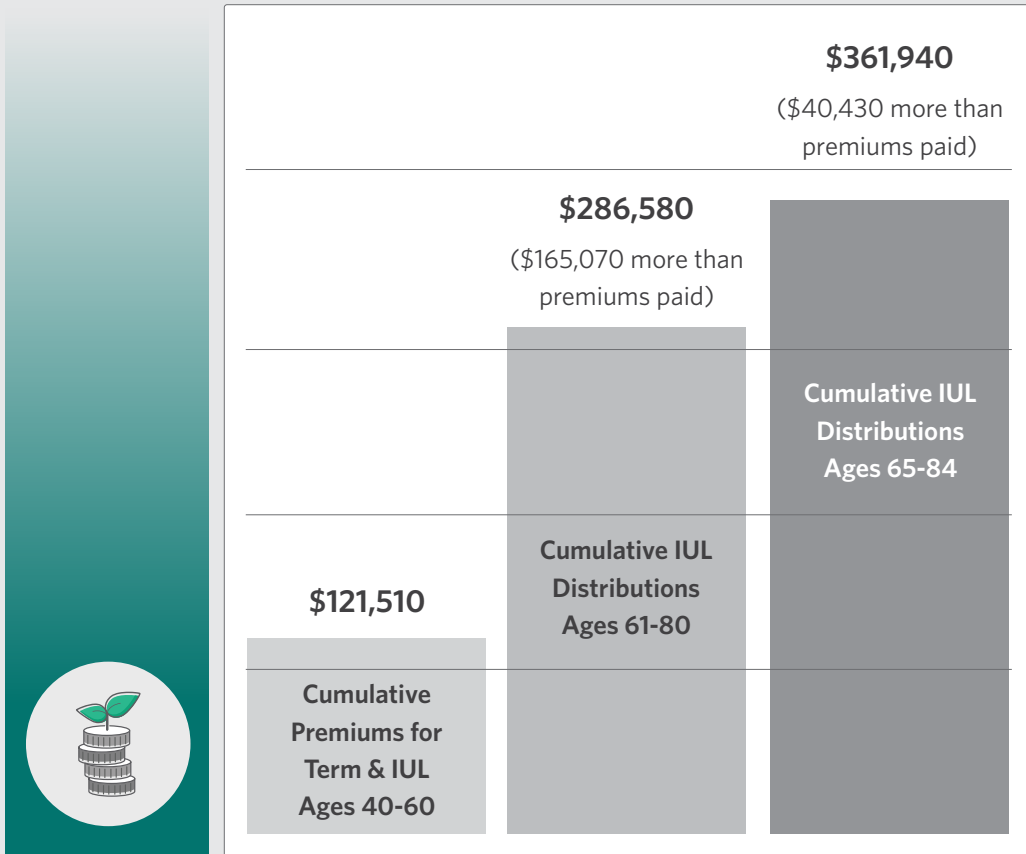 $361,940
($40,430 more than
premiums paid)
$286,580
($165,070 more than
premiums paid)
Cumulative IUL
Distributions
Ages 65-84
$121,510
Cumulative IUL
Distributions
Ages 61-80
Cumulative
Premiums for
Term & IUL
Ages 40-60